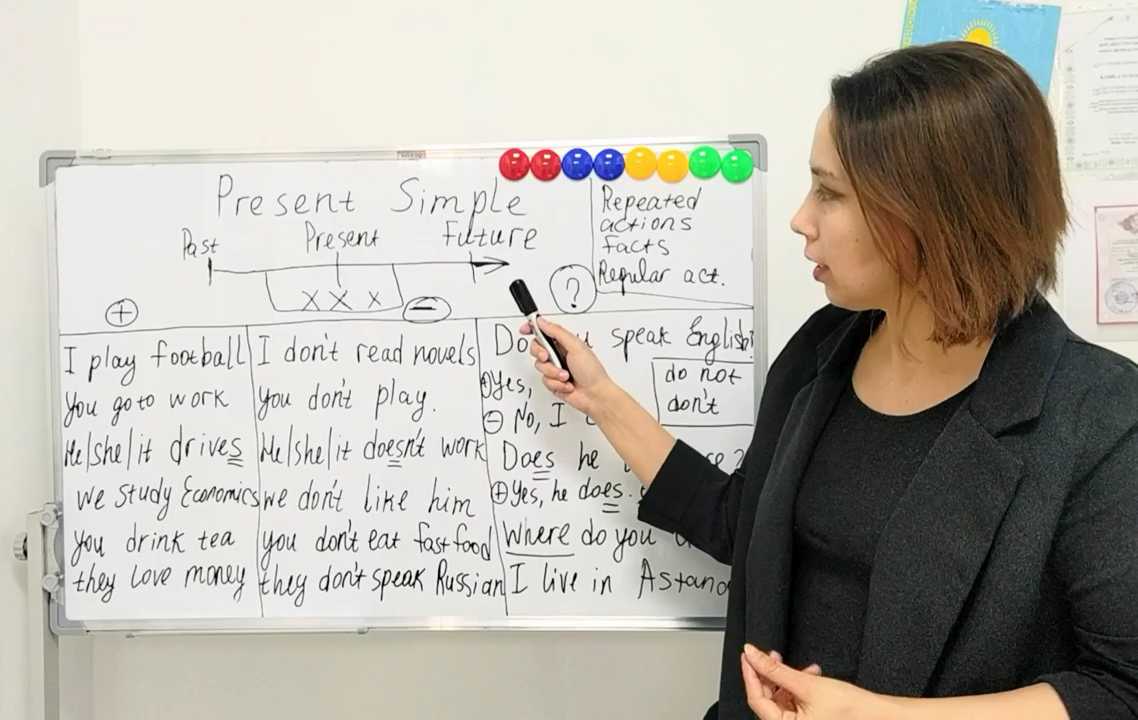 Present Simple
Past Present Future
Repeated
actions
facts
Regular act.
+
I play football
You go to work
He/she/it drives
we study Economics
you drink tea
they love money
−
I don't read novels
you don't play.
He/she/it doesn't work
we don't like him
you don't eat fast food
they don't speak Russian
?
Do speak English?
do not
don't
+ Yes,
− No, I
Does he
+ Yes, he does.
Where do you
I live in Astana